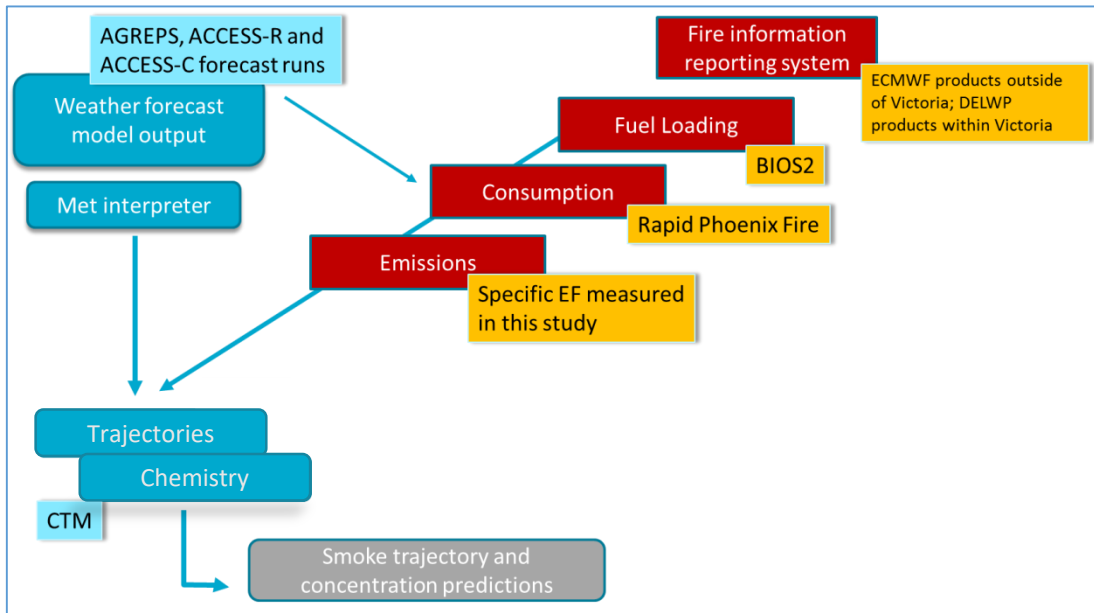 AGREPS, ACCESS-R and
ACCESS-C forecast runs
Weather forecast
model output
Met interpreter
Fire information
reporting system
ECMWF products outside
of Victoria; DELWP
products within Victoria
Fuel Loading
BIOS2
Consumption
Rapid Phoenix Fire
Emissions
Specific EF measured
in this study
Trajectories
Chemistry
CTM
Smoke trajectory and
concentration predictions